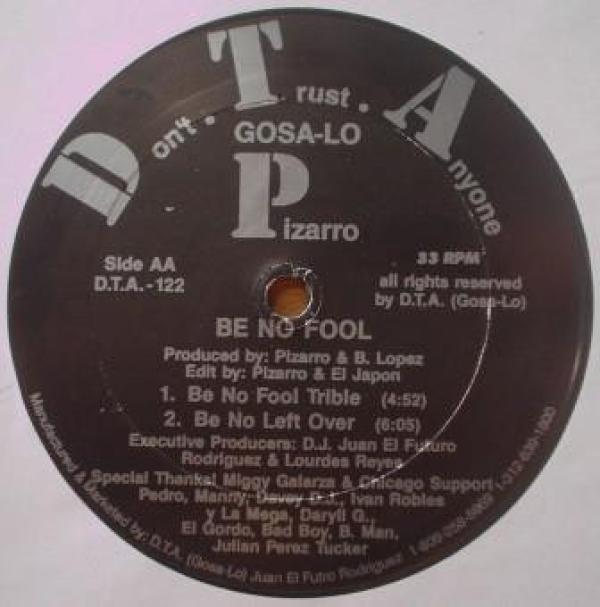 Don't . Trust . Anyone
GOSA-LO
Pizarro
Side AA
D.T.A.-122
33 RPM
all rights reserved
by D.T.A. (Gosa-Lo)
BE NO FOOL
Produced by: Pizarro & B. Lopez
Edit by: Pizarro & El Japon
1. Be No Fool Trible (4:52)
2. Be No Left Over (6:05)
Executive Producers: D.J. Juan El Futuro
Rodriguez & Lourdes Reyes
Special Thanks! Miggy Galarza & Chicago Support
Pedro, Manny, Davey D.J., Ivan Robles
y La Mega, Daryll G.,
El Gordo, Bad Boy, B. Man,
Julian Perez Tucker
Manufactured & Marketed by: D.T.A. (Gosa-Lo) Juan El Futro Rodriguez